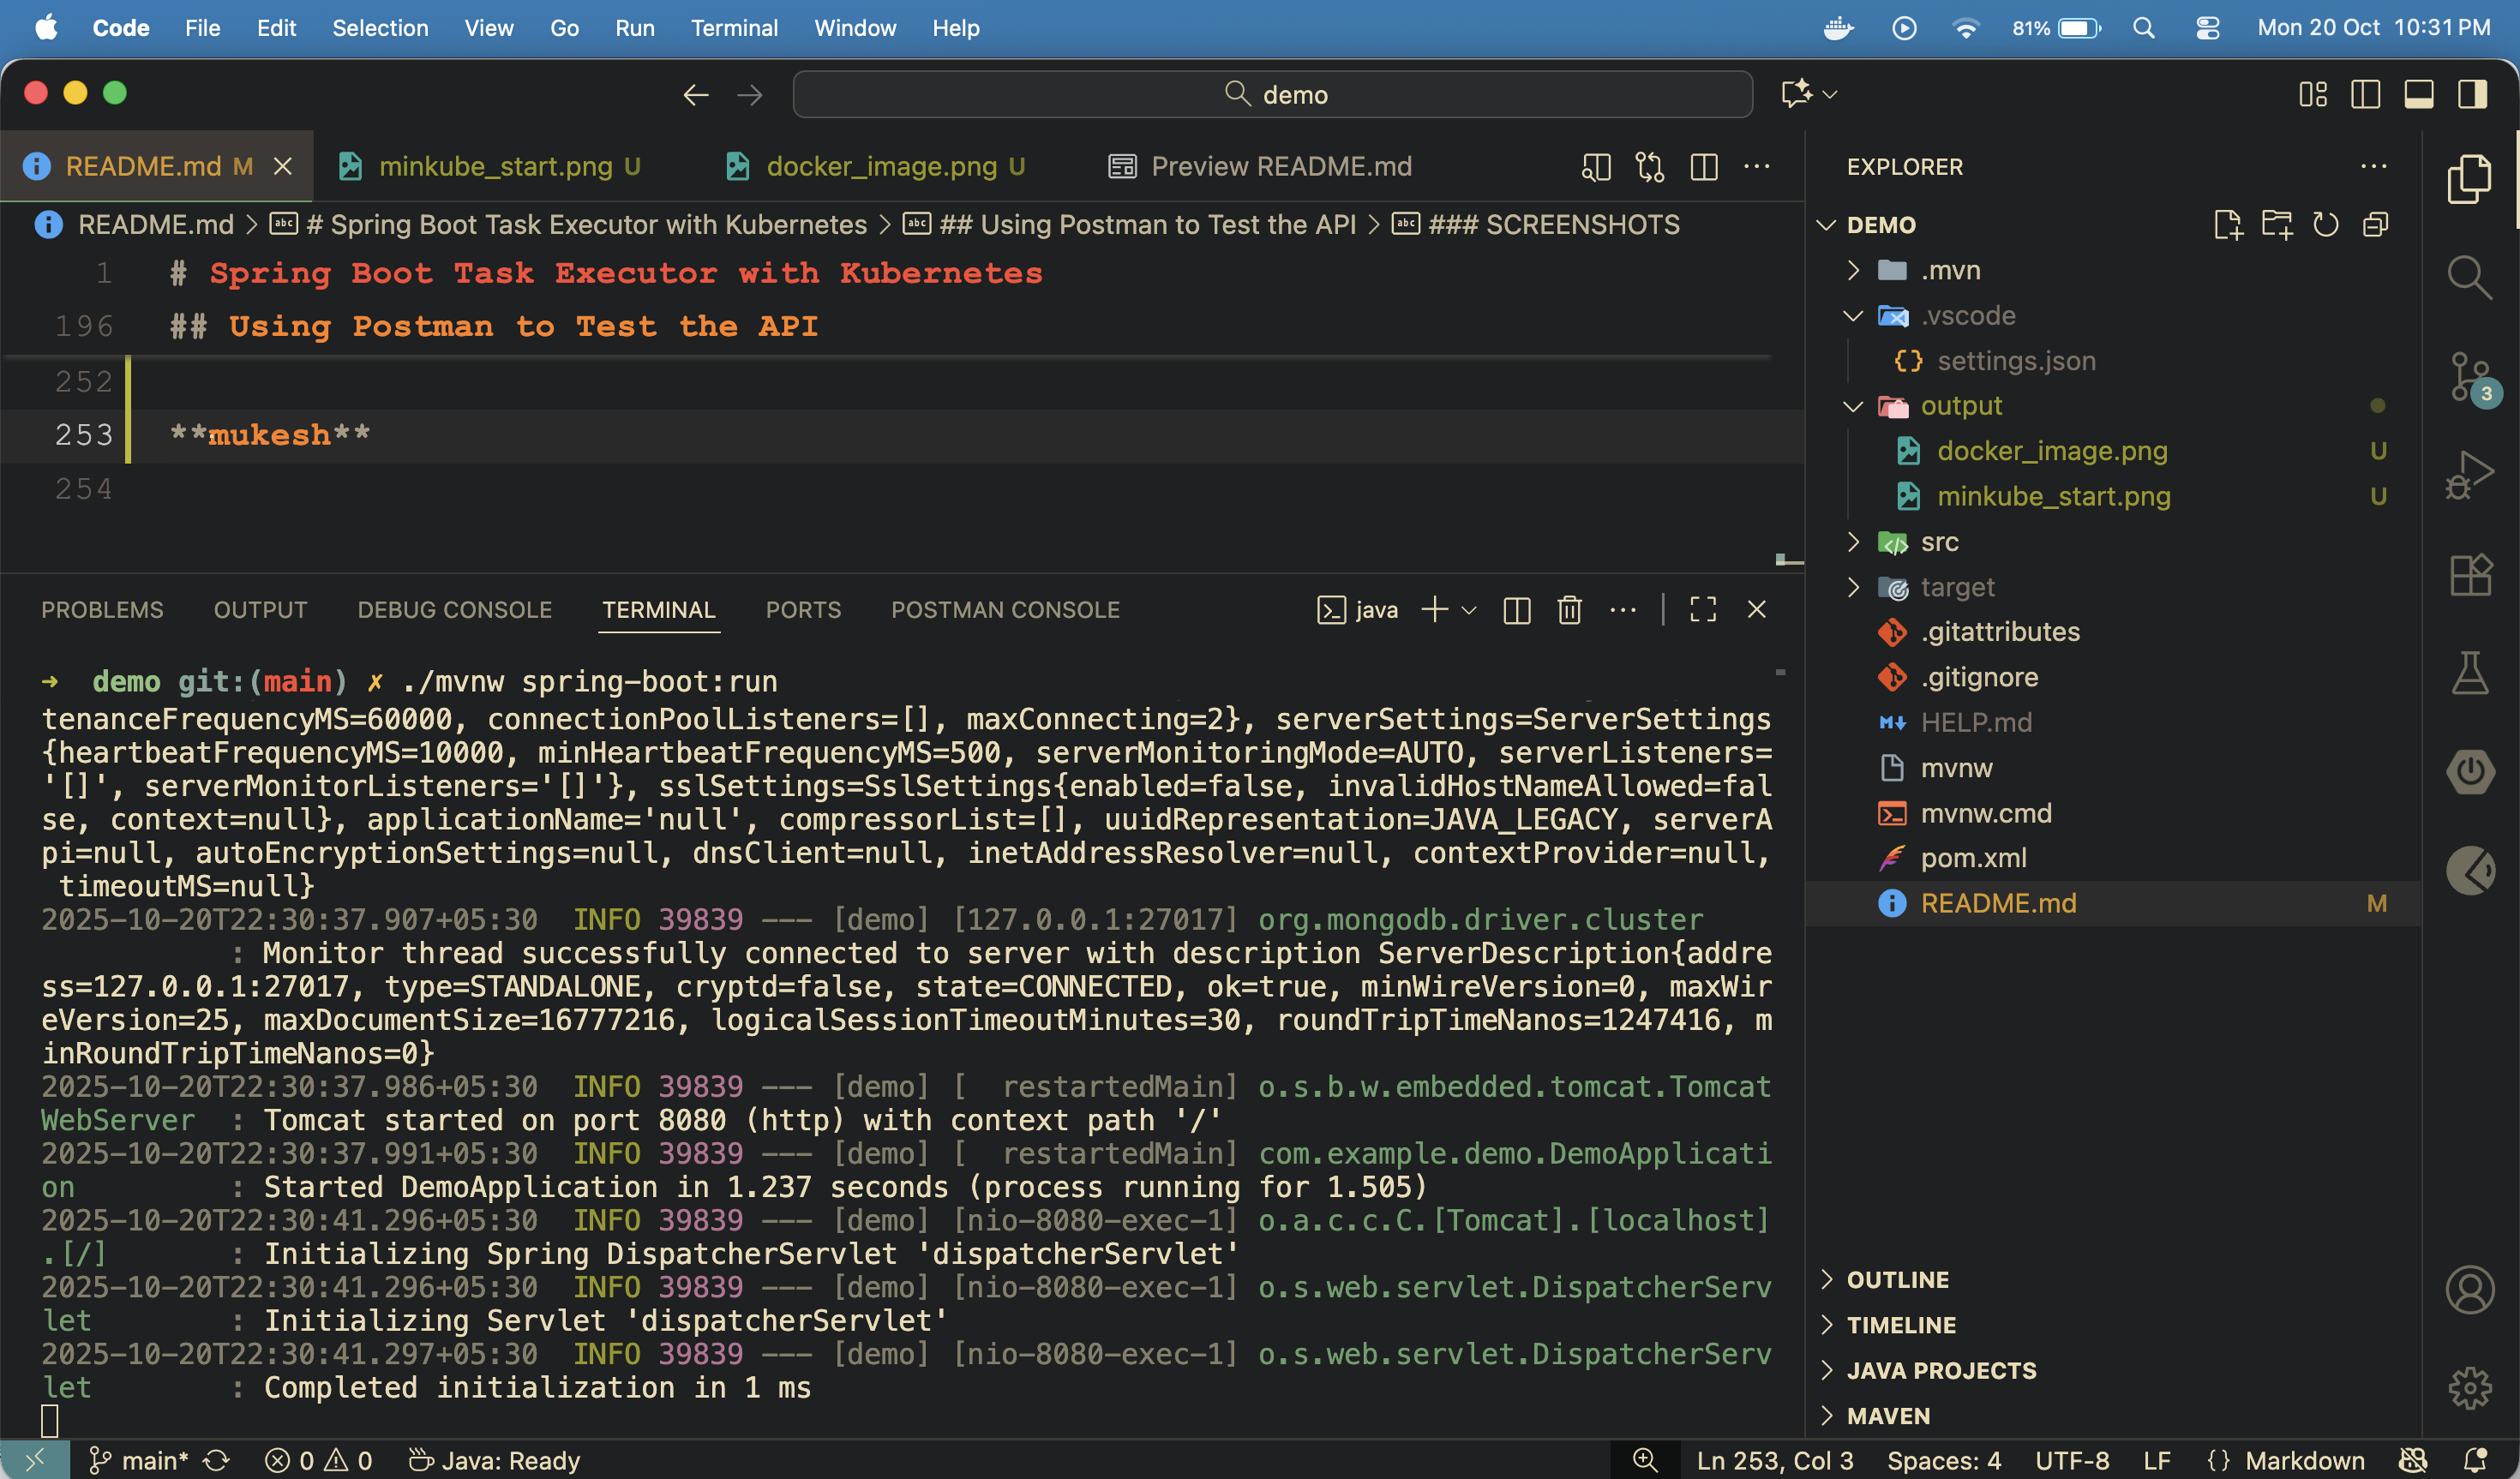 Code File Edit Selection View Go Run Terminal Window Help 81% Mon 20 Oct 10:31 PM
demo
README.md M minkube_start.png U docker_image.png U Preview README.md
README.md > # Spring Boot Task Executor with Kubernetes > ## Using Postman to Test the API > ### SCREENSHOTS
1 # Spring Boot Task Executor with Kubernetes
196 ## Using Postman to Test the API
252
253 **mukesh**
254
PROBLEMS OUTPUT DEBUG CONSOLE TERMINAL PORTS POSTMAN CONSOLE java
→ demo git:(main) ✗ ./mvnw spring-boot:run
tenanceFrequencyMS=60000, connectionPoolListeners=[], maxConnecting=2}, serverSettings=ServerSettings
{heartbeatFrequencyMS=10000, minHeartbeatFrequencyMS=500, serverMonitoringMode=AUTO, serverListeners=
'[]', serverMonitorListeners='[]'}, sslSettings=SslSettings{enabled=false, invalidHostNameAllowed=fal
se, context=null}, applicationName='null', compressorList=[], uuidRepresentation=JAVA_LEGACY, serverA
pi=null, autoEncryptionSettings=null, dnsClient=null, inetAddressResolver=null, contextProvider=null,
timeoutMS=null}
2025-10-20T22:30:37.907+05:30 INFO 39839 --- [demo] [127.0.0.1:27017] org.mongodb.driver.cluster
: Monitor thread successfully connected to server with description ServerDescription{addre
ss=127.0.0.1:27017, type=STANDALONE, cryptd=false, state=CONNECTED, ok=true, minWireVersion=0, maxWir
eVersion=25, maxDocumentSize=16777216, logicalSessionTimeoutMinutes=30, roundTripTimeNanos=1247416, m
inRoundTripTimeNanos=0}
2025-10-20T22:30:37.986+05:30 INFO 39839 --- [demo] [ restartedMain] o.s.b.w.embedded.tomcat.Tomcat
WebServer : Tomcat started on port 8080 (http) with context path '/'
2025-10-20T22:30:37.991+05:30 INFO 39839 --- [demo] [ restartedMain] com.example.demo.DemoApplicati
on : Started DemoApplication in 1.237 seconds (process running for 1.505)
2025-10-20T22:30:41.296+05:30 INFO 39839 --- [demo] [nio-8080-exec-1] o.a.c.c.C.[Tomcat].[localhost]
.[/] : Initializing Spring DispatcherServlet 'dispatcherServlet'
2025-10-20T22:30:41.296+05:30 INFO 39839 --- [demo] [nio-8080-exec-1] o.s.web.servlet.DispatcherServ
let : Initializing Servlet 'dispatcherServlet'
2025-10-20T22:30:41.297+05:30 INFO 39839 --- [demo] [nio-8080-exec-1] o.s.web.servlet.DispatcherServ
let : Completed initialization in 1 ms
EXPLORER
DEMO
.mvn
.vscode
{} settings.json
output
docker_image.png U
minkube_start.png U
src
target
.gitattributes
.gitignore
HELP.md
mvnw
mvnw.cmd
pom.xml
README.md M
OUTLINE
TIMELINE
JAVA PROJECTS
MAVEN
3
main* 0 0 Java: Ready Ln 253, Col 3 Spaces: 4 UTF-8 LF {} Markdown